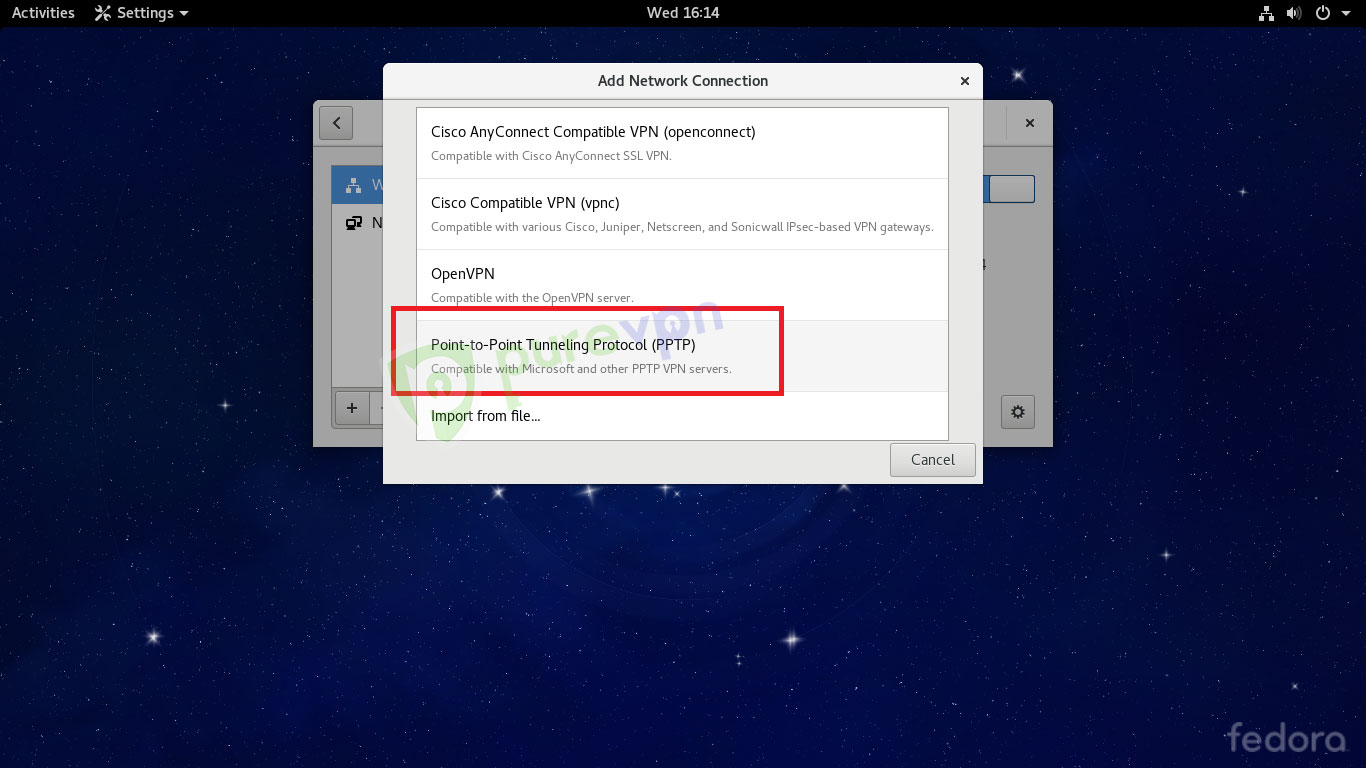 Activities Settings Wed 16:14
Add Network Connection
Cisco AnyConnect Compatible VPN (openconnect)
Compatible with Cisco AnyConnect SSL VPN.
W
Cisco Compatible VPN (vpnc)
N
Compatible with various Cisco, Juniper, Netscreen, and Sonicwall IPsec-based VPN gateways.
OpenVPN
4
Compatible with the OpenVPN server.
purevpn
Point-to-Point Tunneling Protocol (PPTP)
Compatible with Microsoft and other PPTP VPN servers.
Import from file...
Cancel
fedora